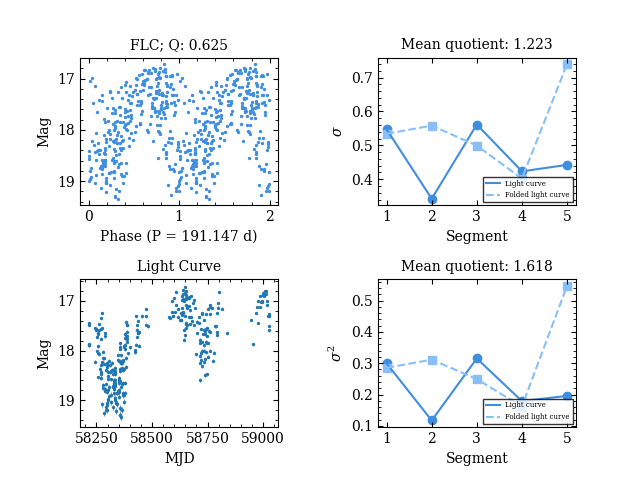 FLC; Q: 0.625
17
18
19
Mag
0
1
2
Phase (P = 191.147 d)
Mean quotient: 1.223
0.7
0.6
0.5
0.4
σ
Light curve
Folded light curve
1
2
3
4
5
Segment
Light Curve
17
18
19
Mag
58250
58500
58750
59000
MJD
Mean quotient: 1.618
0.5
0.4
0.3
0.2
0.1
σ²
Light curve
Folded light curve
1
2
3
4
5
Segment